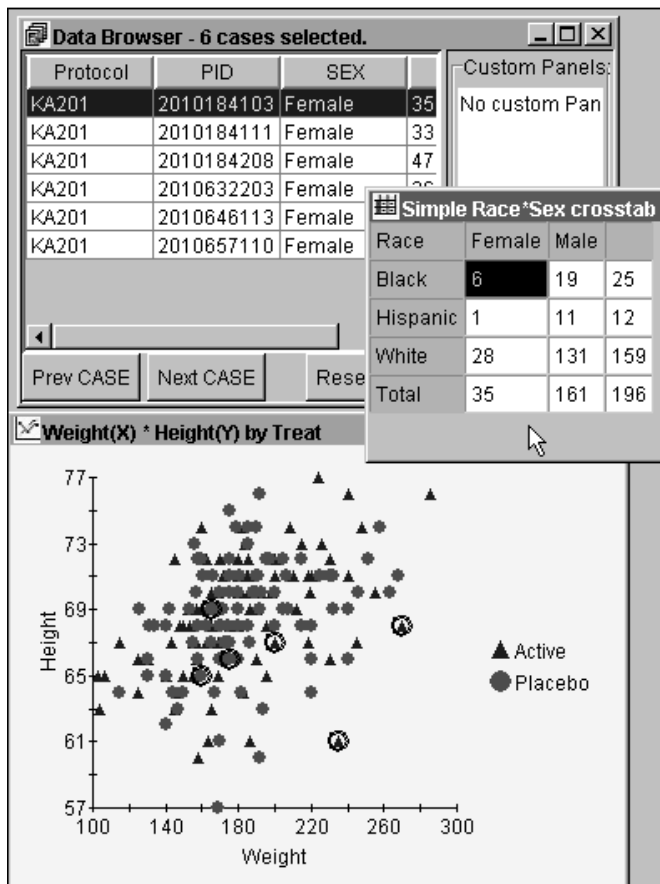 Data Browser - 6 cases selected.
Protocol PID SEX
Custom Panels:
KA201 2010184103 Female 35
No custom Pan
KA201 2010184111 Female 33
KA201 2010184208 Female 47
KA201 2010632203 Female
KA201 2010646113 Female
KA201 2010657110 Female
Prev CASE Next CASE Rese
Simple Race*Sex crosstab
Race Female Male
Black 6 19 25
Hispanic 1 11 12
White 28 131 159
Total 35 161 196
Weight(X) * Height(Y) by Treat
77
73
69
65
61
57
Height
100 140 180 220 260 300
Weight
Active
Placebo